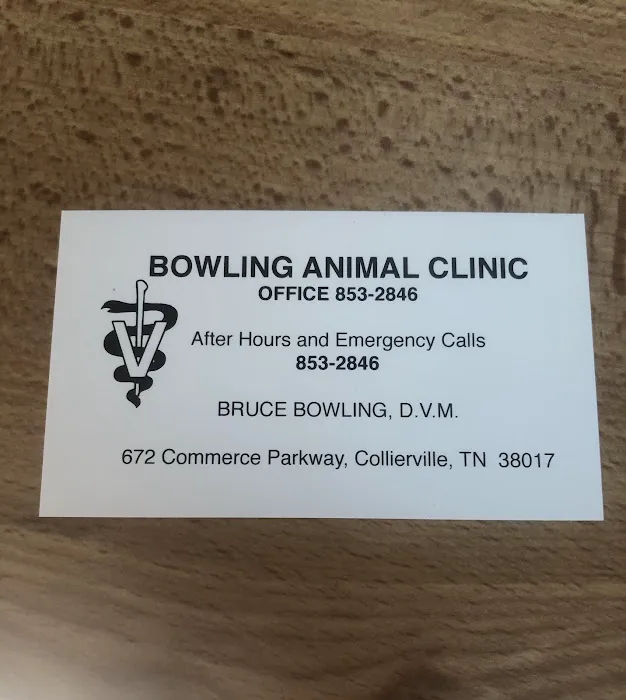 BOWLING ANIMAL CLINIC
OFFICE 853-2846
V
After Hours and Emergency Calls
853-2846
BRUCE BOWLING, D.V.M.
672 Commerce Parkway, Collierville, TN 38017